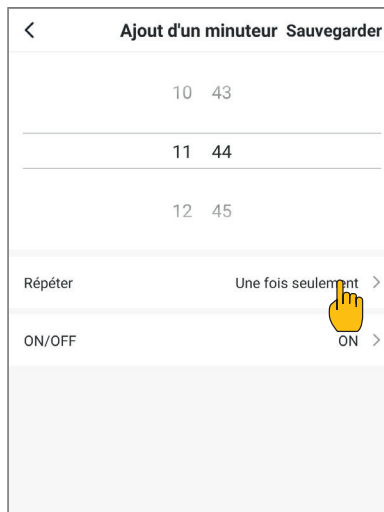 Ajout d'un minuteur Sauvegarder
10 43
11 44
12 45
Répéter Une fois seulement
ON/OFF ON